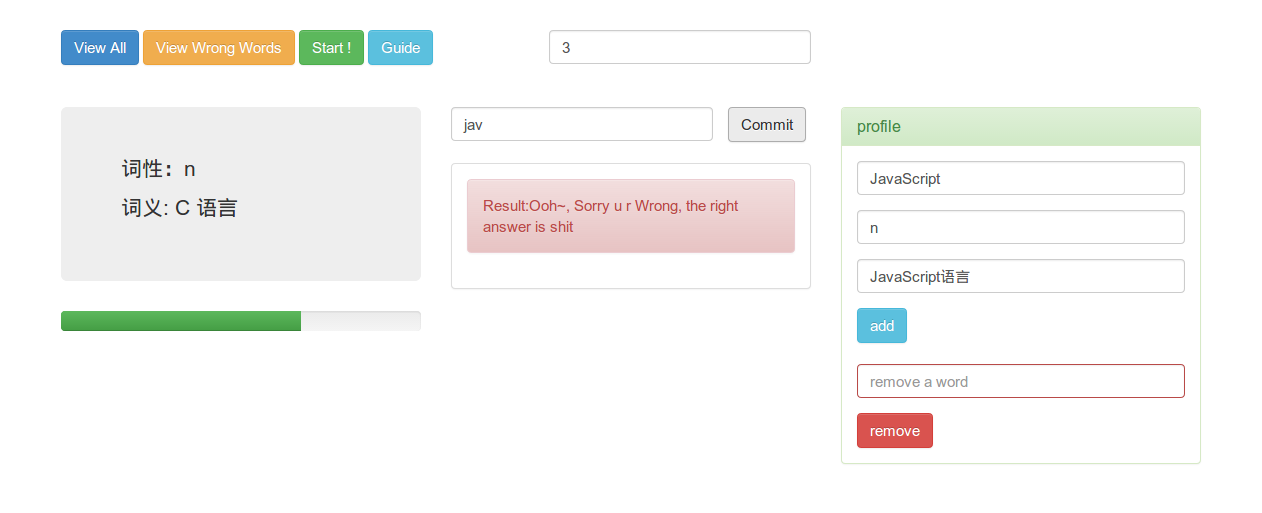 View All View Wrong Words Start ! Guide 3
词性：n
词义: C 语言
jav Commit
Result:Ooh~, Sorry u r Wrong, the right
answer is shit
profile
JavaScript
n
JavaScript语言
add
remove a word
remove